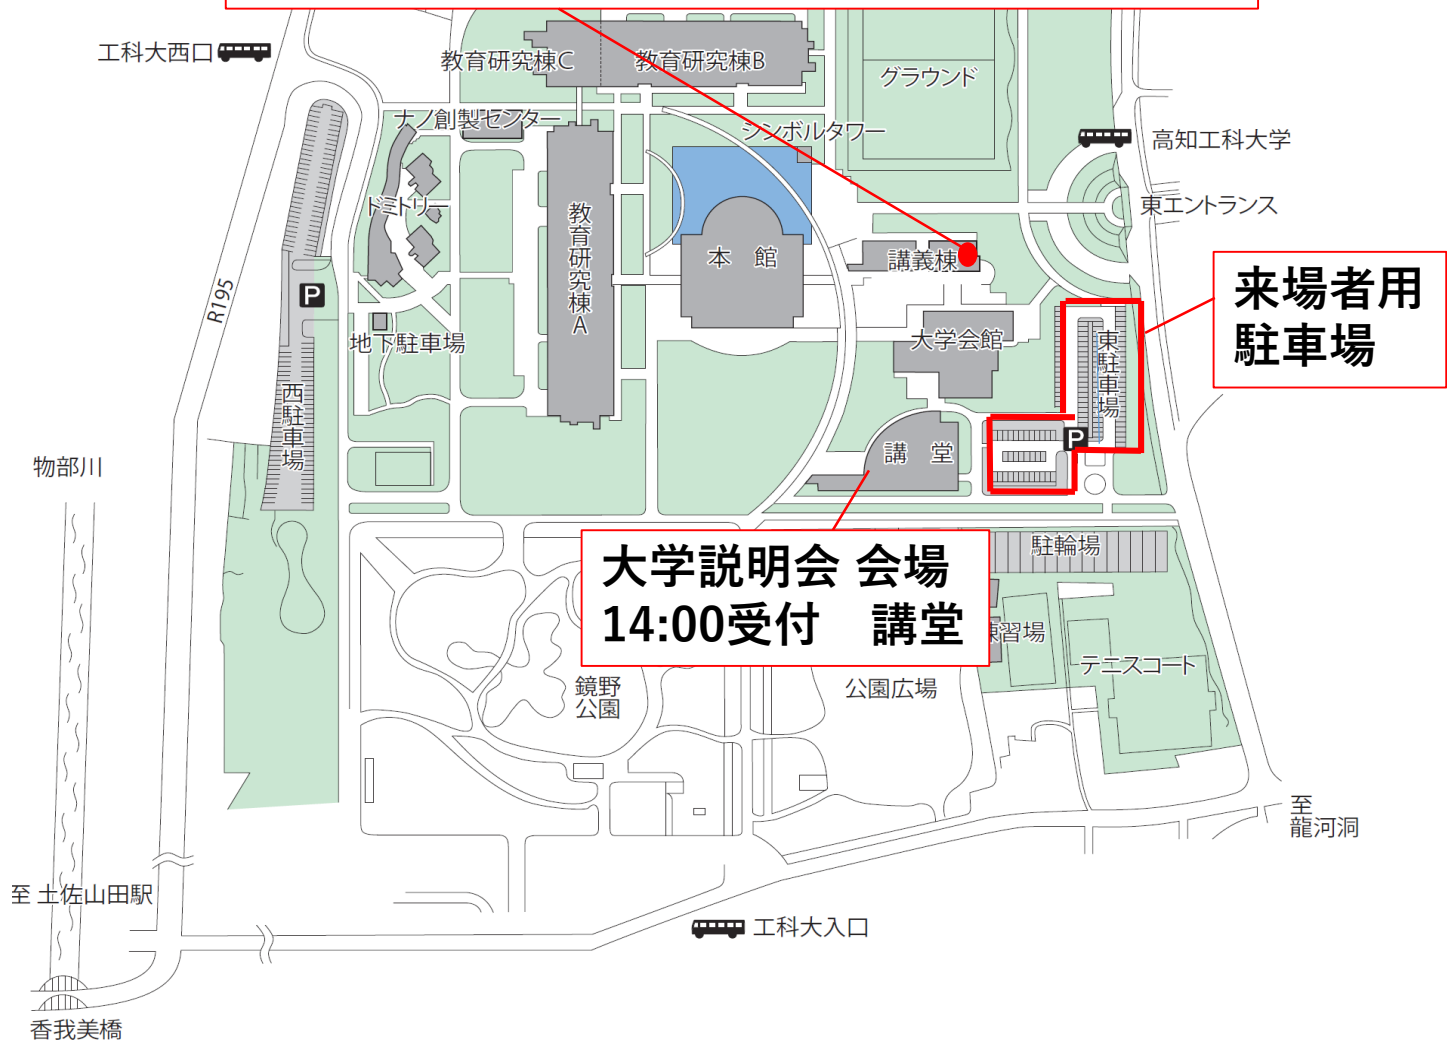 工科大西口
教育研究棟C
教育研究棟B
グラウンド
ナノ創製センター
シンボルタワー
高知工科大学
ドミトリー
教育研究棟A
本 館
講義棟
東エントランス
R195
P
地下駐車場
大学会館
東駐車場
来場者用
駐車場
西駐車場
講 堂
P
物部川
大学説明会 会場
14:00受付 講堂
駐輪場
練習場
テニスコート
鏡野
公園
公園広場
至
龍河洞
至 土佐山田駅
工科大入口
香我美橋